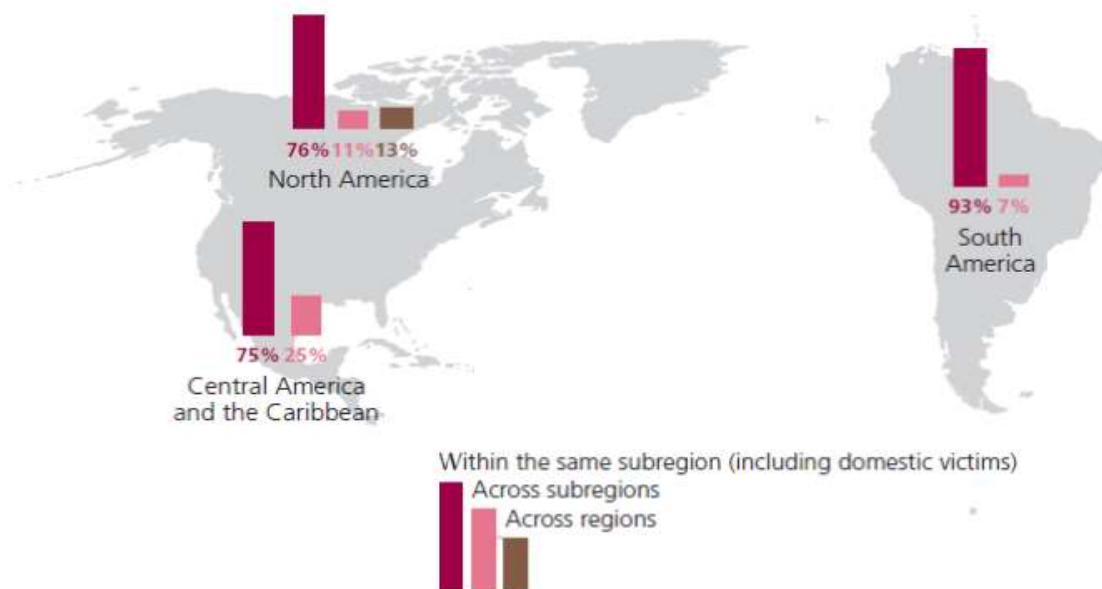 76% 11% 13%
North America
93% 7%
South
America
75% 25%
Central America
and the Caribbean
Within the same subregion (including domestic victims)
Across subregions
Across regions